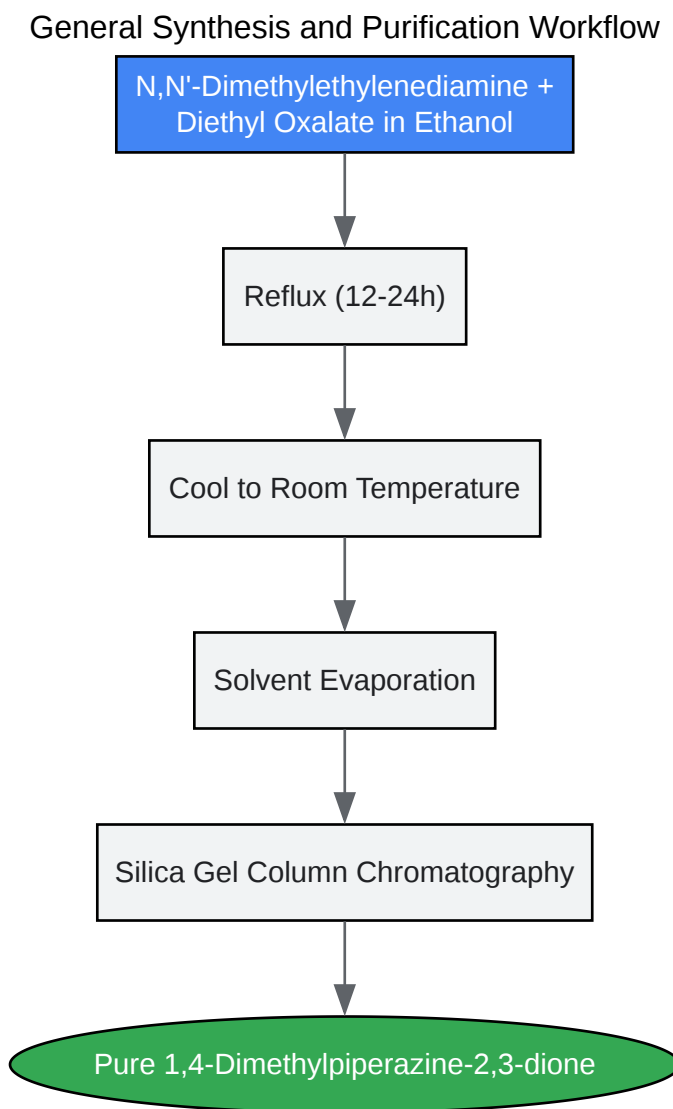 General Synthesis and Purification Workflow
N,N'-Dimethylethylenediamine +
Diethyl Oxalate in Ethanol
Reflux (12-24h)
Cool to Room Temperature
Solvent Evaporation
Silica Gel Column Chromatography
Pure 1,4-Dimethylpiperazine-2,3-dione